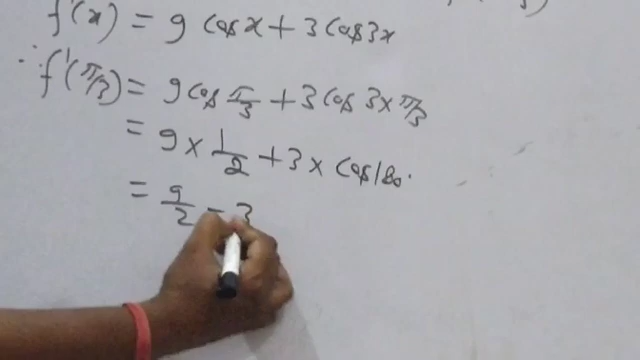 f'(x) = 9 cos x + 3 cos 3x
∴ f'(π/3) = 9 cos π/3 + 3 cos 3 × π/3
= 9 × 1/2 + 3 × cos 180°
= 9/2 - 3